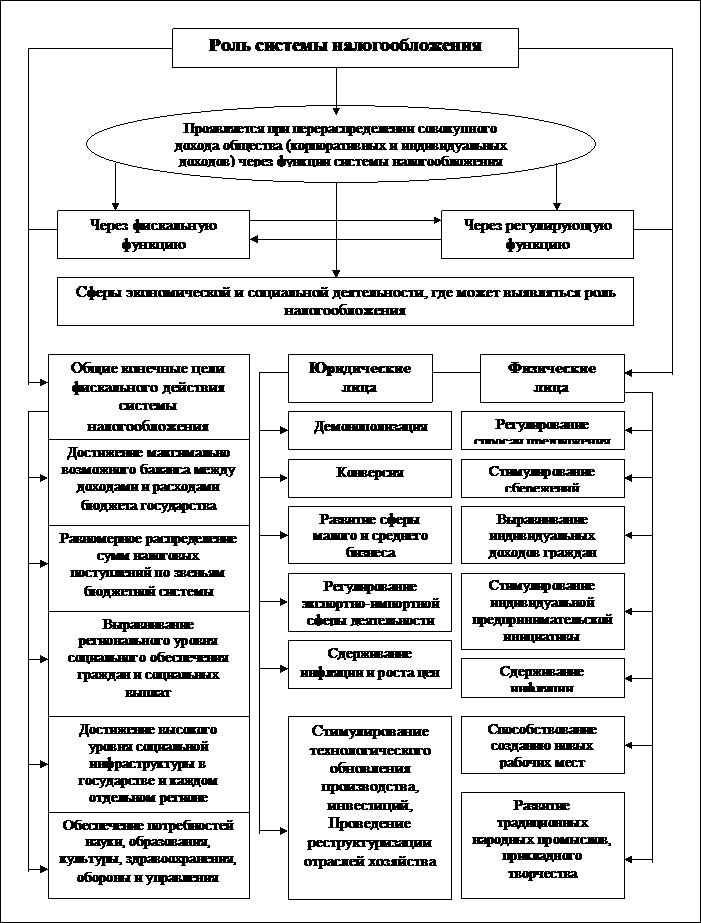 Роль системы налогообложения
Проявляется при перераспределении совокупного
дохода общества (корпоративных и индивидуальных
доходов) через функции системы налогообложения
Через фискальную
функцию
Через регулирующую
функцию
Сферы экономической и социальной деятельности, где может выявляться роль
налогообложения
Общие конечные цели
фискального действия
системы
налогообложения
Достижение максимально
возможного баланса между
доходами и расходами
бюджета государства
Равномерное распределение
сумм налоговых
поступлений по звеньям
бюджетной системы
Выравнивание
регионального уровня
социального обеспечения
граждан и социальных
выплат
Достижение высокого
уровня социальной
инфраструктуры в
государстве и каждом
отдельном регионе
Обеспечение потребностей
науки, образования,
культуры, здравоохранения,
обороны и управления
Юридические
лица
Демонополизация
Конверсия
Развитие сферы
малого и среднего
бизнеса
Регулирование
экспортно-импортной
сферы деятельности
Сдерживание
инфляции и роста цен
Стимулирование
технологического
обновления
производства,
инвестиций,
Проведение
реструктуризации
отраслей хозяйства
Физические
лица
Регулирование
спроса и предложения
Стимулирование
сбережений
Выравнивание
индивидуальных
доходов граждан
Стимулирование
индивидуальной
предпринимательской
инициативы
Сдерживание
инфляции
Способствование
созданию новых
рабочих мест
Развитие
традиционных
народных промыслов,
прикладного
творчества